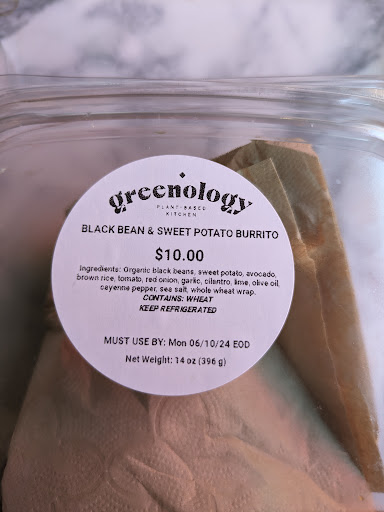 greenology
PLANT-BASED
KITCHEN
BLACK BEAN & SWEET POTATO BURRITO
$10.00
Ingredients: Organic black beans, sweet potato, avocado,
brown rice, tomato, red onion, garlic, cilantro, lime, olive oil,
cayenne pepper, sea salt, whole wheat wrap.
CONTAINS: WHEAT
KEEP REFRIGERATED
MUST USE BY: Mon 06/10/24 EOD
Net Weight: 14 oz (396 g)